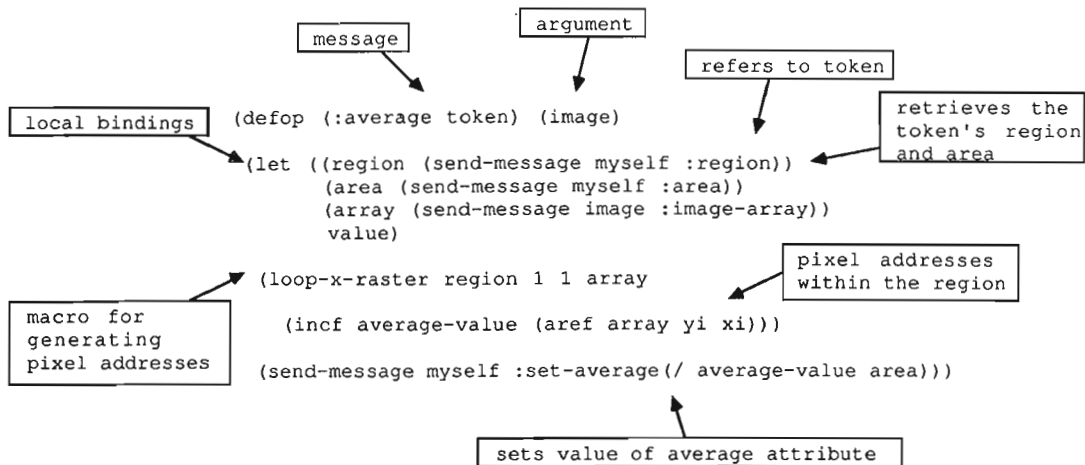 message
argument
refers to token
local bindings
(defop (:average token) (image)
retrieves the
token's region
and area
(let ((region (send-message myself :region))
(area (send-message myself :area))
(array (send-message image :image-array))
value)
(loop-x-raster region 1 1 array
pixel addresses
within the region
macro for
generating
pixel addresses
(incf average-value (aref array yi xi)))
(send-message myself :set-average(/ average-value area)))
sets value of average attribute